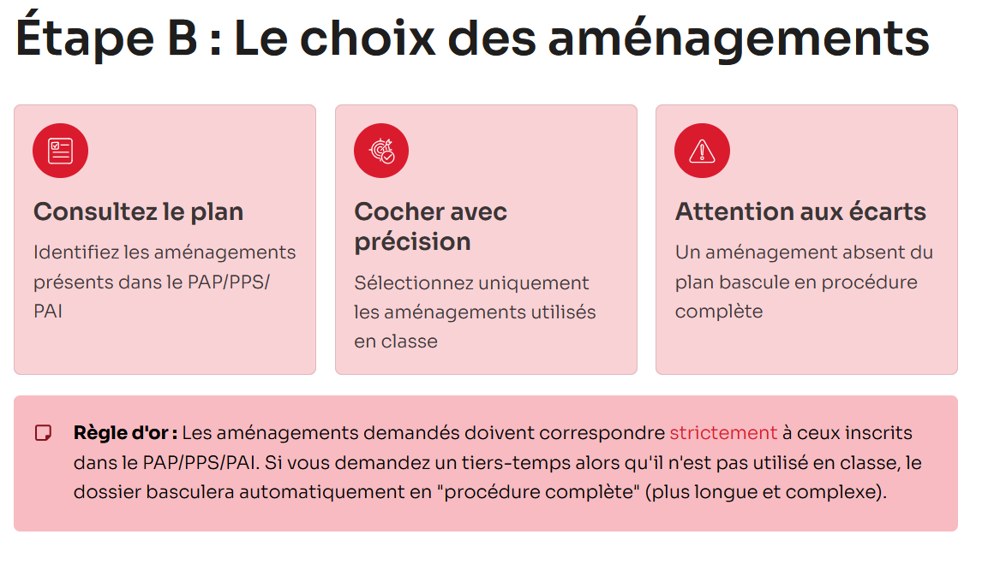 Étape B : Le choix des aménagements
Consultez le plan
Identifiez les aménagements
présents dans le PAP/PPS/
PAI
Cocher avec
précision
Sélectionnez uniquement
les aménagements utilisés
en classe
Attention aux écarts
Un aménagement absent du
plan bascule en procédure
complète
Règle d'or : Les aménagements demandés doivent correspondre strictement à ceux inscrits
dans le PAP/PPS/PAI. Si vous demandez un tiers-temps alors qu'il n'est pas utilisé en classe, le
dossier basculera automatiquement en "procédure complète" (plus longue et complexe).